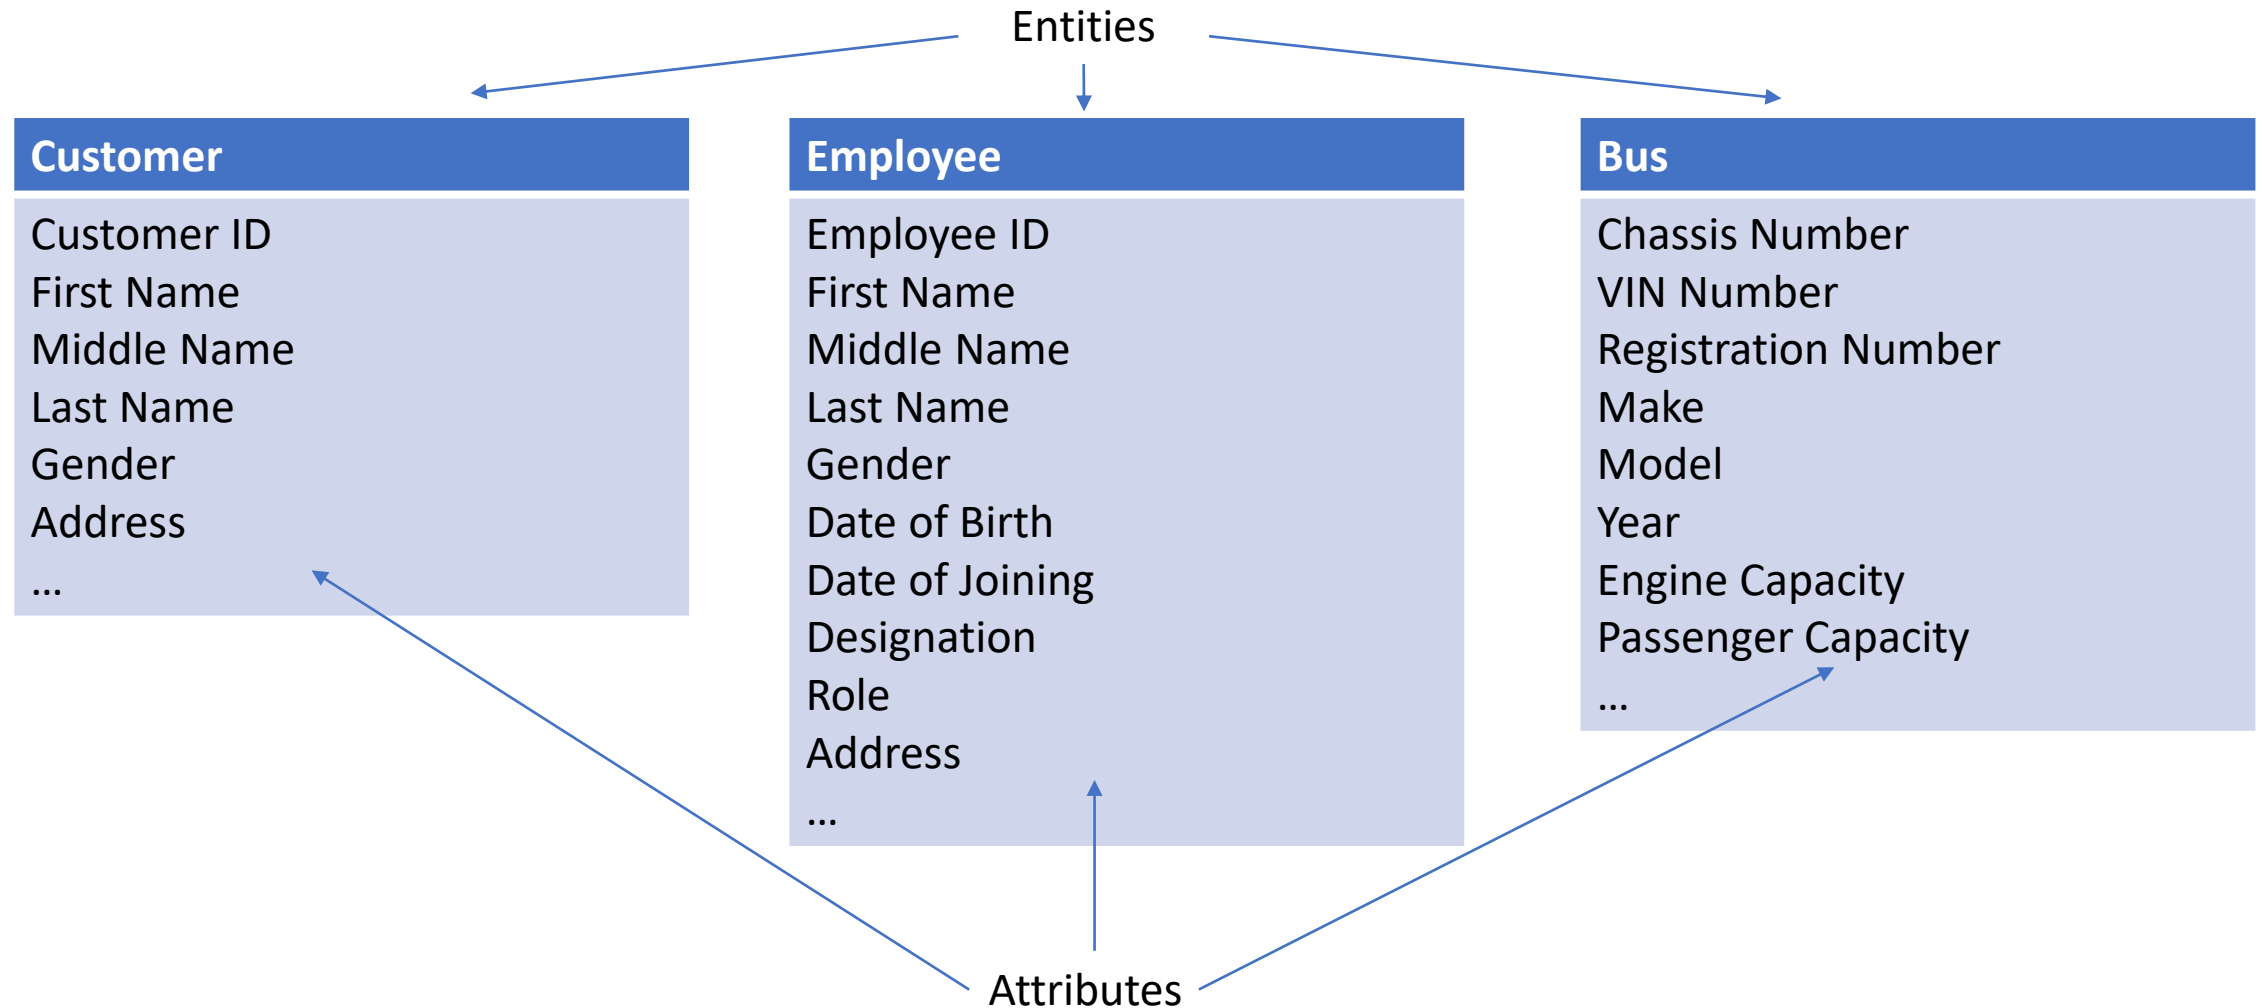 Entities
Customer
Customer ID
First Name
Middle Name
Last Name
Gender
Address
...
Employee
Employee ID
First Name
Middle Name
Last Name
Gender
Date of Birth
Date of Joining
Designation
Role
Address
...
Bus
Chassis Number
VIN Number
Registration Number
Make
Model
Year
Engine Capacity
Passenger Capacity
...
Attributes